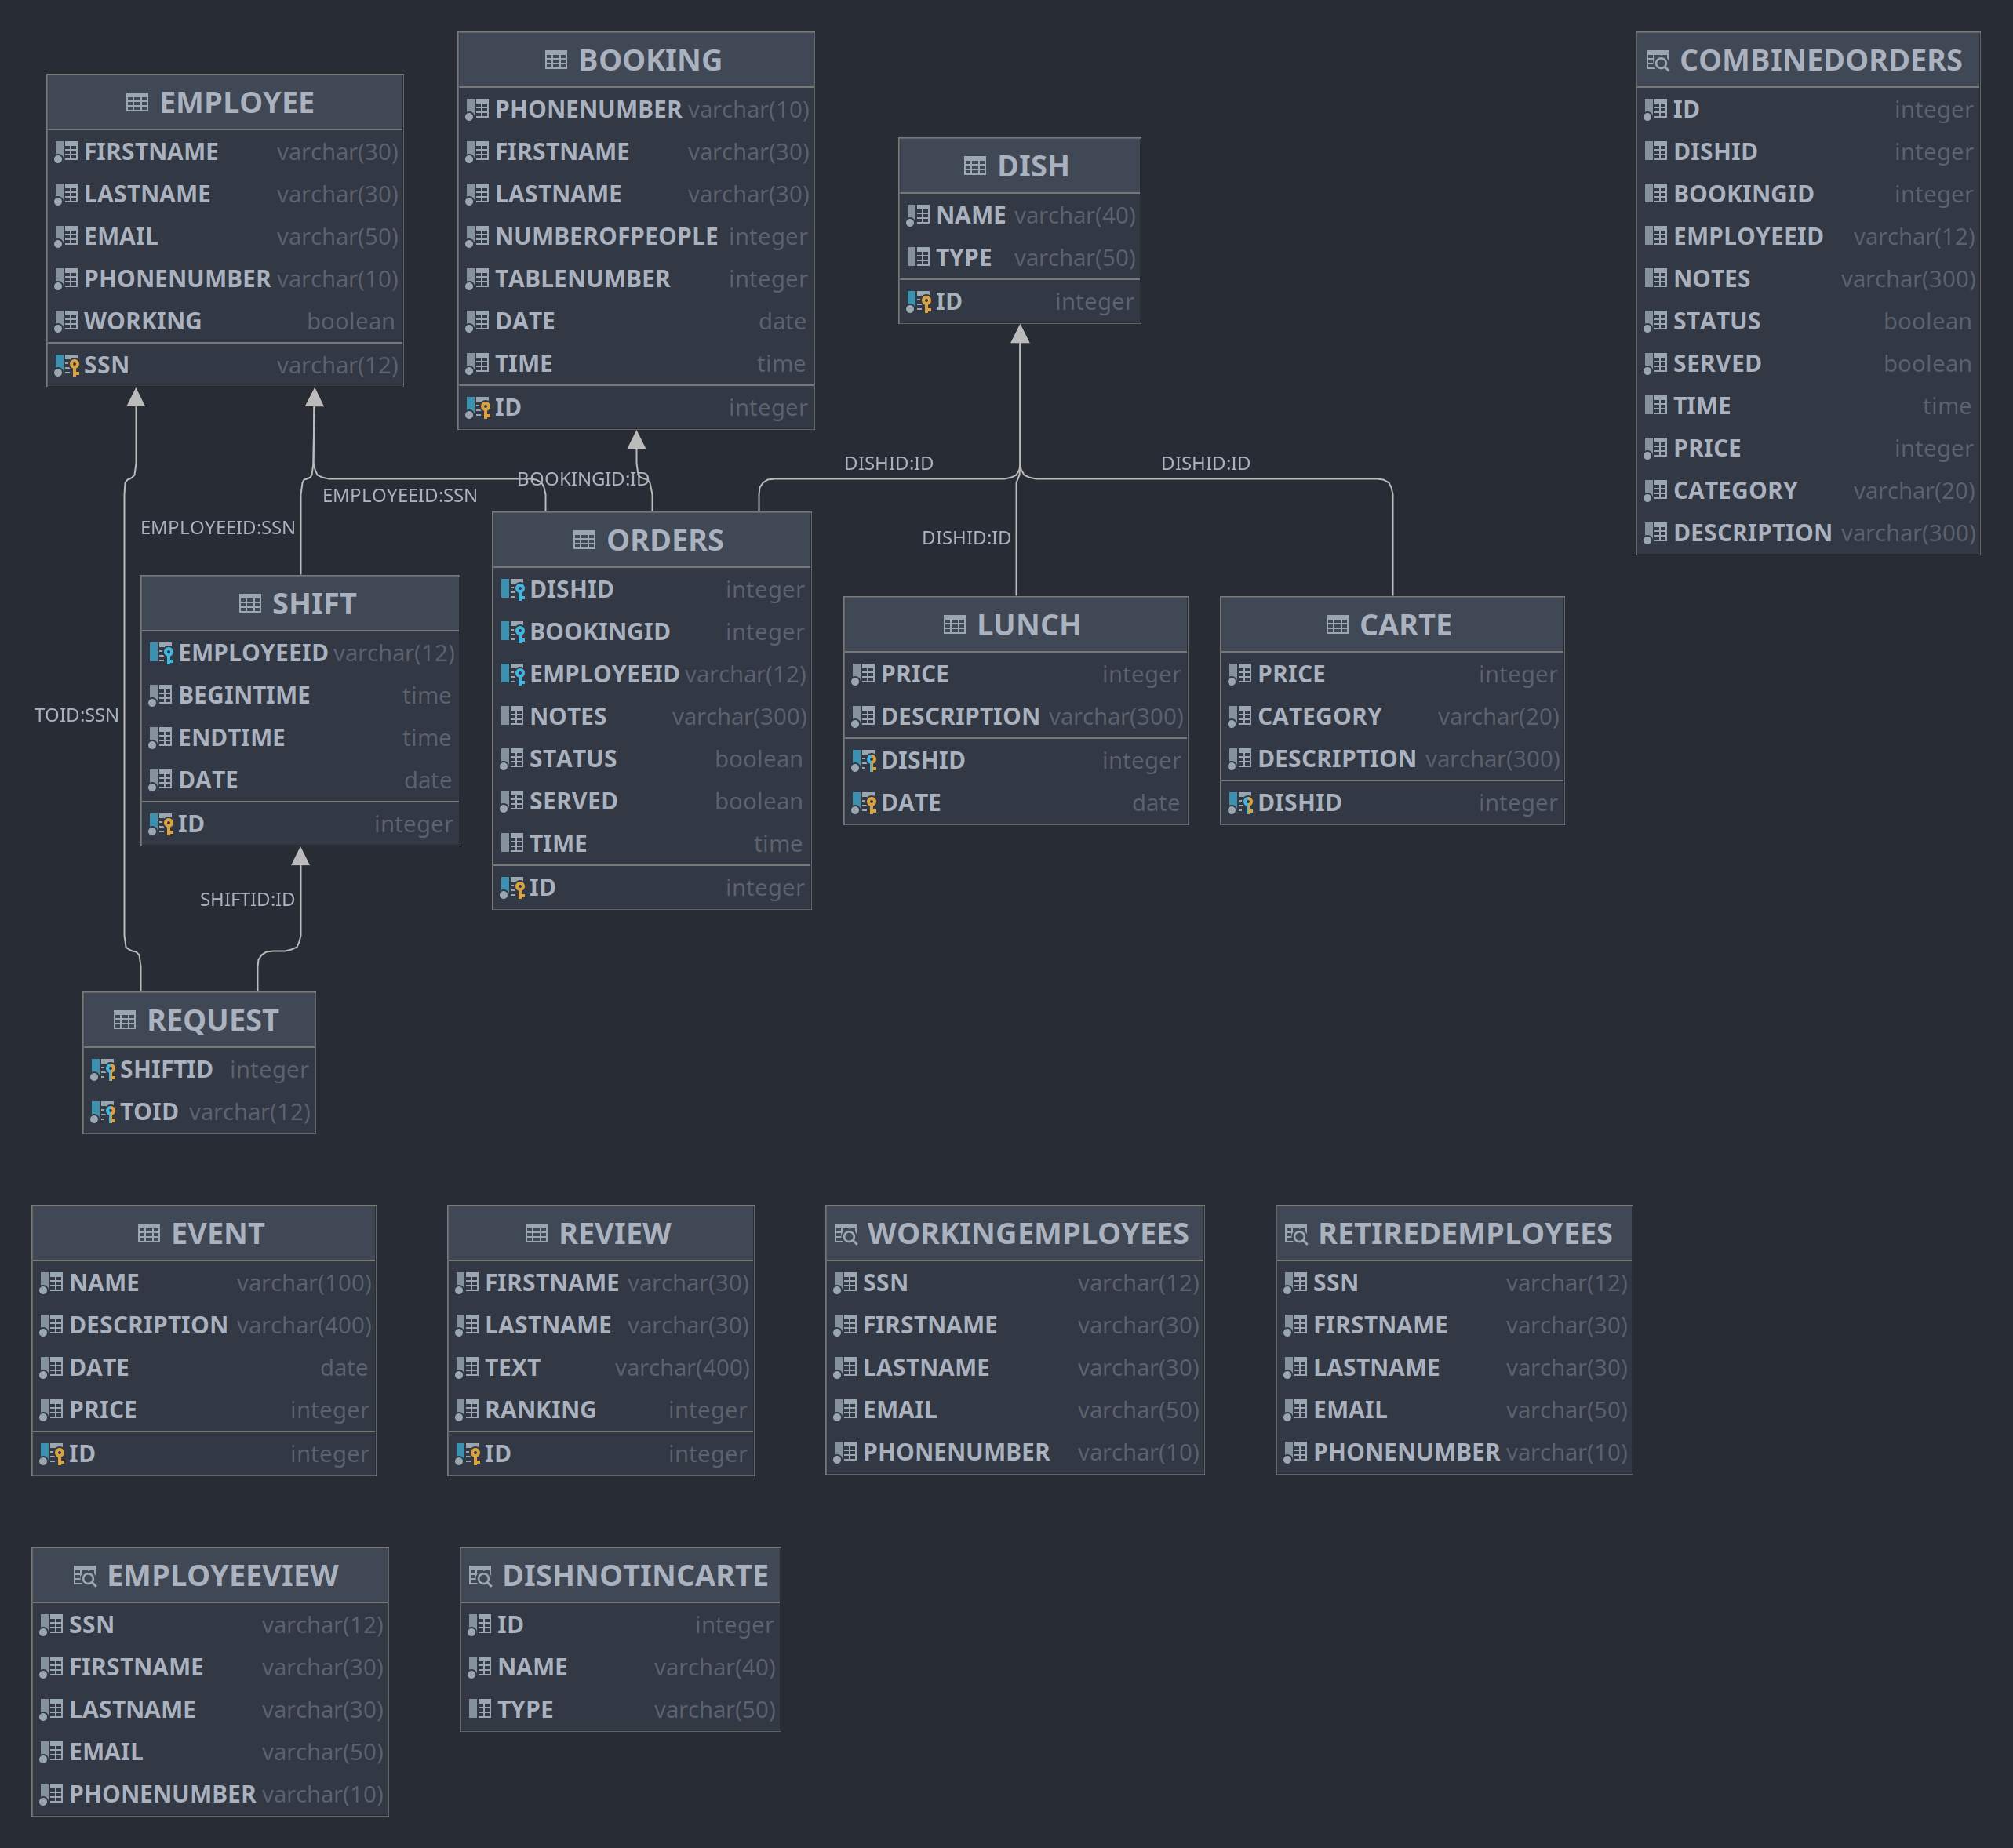 EMPLOYEE
FIRSTNAME varchar(30)
LASTNAME varchar(30)
EMAIL varchar(50)
PHONENUMBER varchar(10)
WORKING boolean
SSN varchar(12)
BOOKING
PHONENUMBER varchar(10)
FIRSTNAME varchar(30)
LASTNAME varchar(30)
NUMBEROFPEOPLE integer
TABLENUMBER integer
DATE date
TIME time
ID integer
DISH
NAME varchar(40)
TYPE varchar(50)
ID integer
COMBINEDORDERS
ID integer
DISHID integer
BOOKINGID integer
EMPLOYEEID varchar(12)
NOTES varchar(300)
STATUS boolean
SERVED boolean
TIME time
PRICE integer
CATEGORY varchar(20)
DESCRIPTION varchar(300)
BOOKINGID:ID
DISHID:ID
DISHID:ID
EMPLOYEEID:SSN
EMPLOYEEID:SSN
DISHID:ID
TOID:SSN
SHIFT
EMPLOYEEID varchar(12)
BEGINTIME time
ENDTIME time
DATE date
ID integer
ORDERS
DISHID integer
BOOKINGID integer
EMPLOYEEID varchar(12)
NOTES varchar(300)
STATUS boolean
SERVED boolean
TIME time
ID integer
LUNCH
PRICE integer
DESCRIPTION varchar(300)
DISHID integer
DATE date
CARTE
PRICE integer
CATEGORY varchar(20)
DESCRIPTION varchar(300)
DISHID integer
SHIFTID:ID
REQUEST
SHIFTID integer
TOID varchar(12)
EVENT
NAME varchar(100)
DESCRIPTION varchar(400)
DATE date
PRICE integer
ID integer
REVIEW
FIRSTNAME varchar(30)
LASTNAME varchar(30)
TEXT varchar(400)
RANKING integer
ID integer
WORKINGEMPLOYEES
SSN varchar(12)
FIRSTNAME varchar(30)
LASTNAME varchar(30)
EMAIL varchar(50)
PHONENUMBER varchar(10)
RETIREDEMPLOYEES
SSN varchar(12)
FIRSTNAME varchar(30)
LASTNAME varchar(30)
EMAIL varchar(50)
PHONENUMBER varchar(10)
EMPLOYEEVIEW
SSN varchar(12)
FIRSTNAME varchar(30)
LASTNAME varchar(30)
EMAIL varchar(50)
PHONENUMBER varchar(10)
DISHNOTINCARTE
ID integer
NAME varchar(40)
TYPE varchar(50)